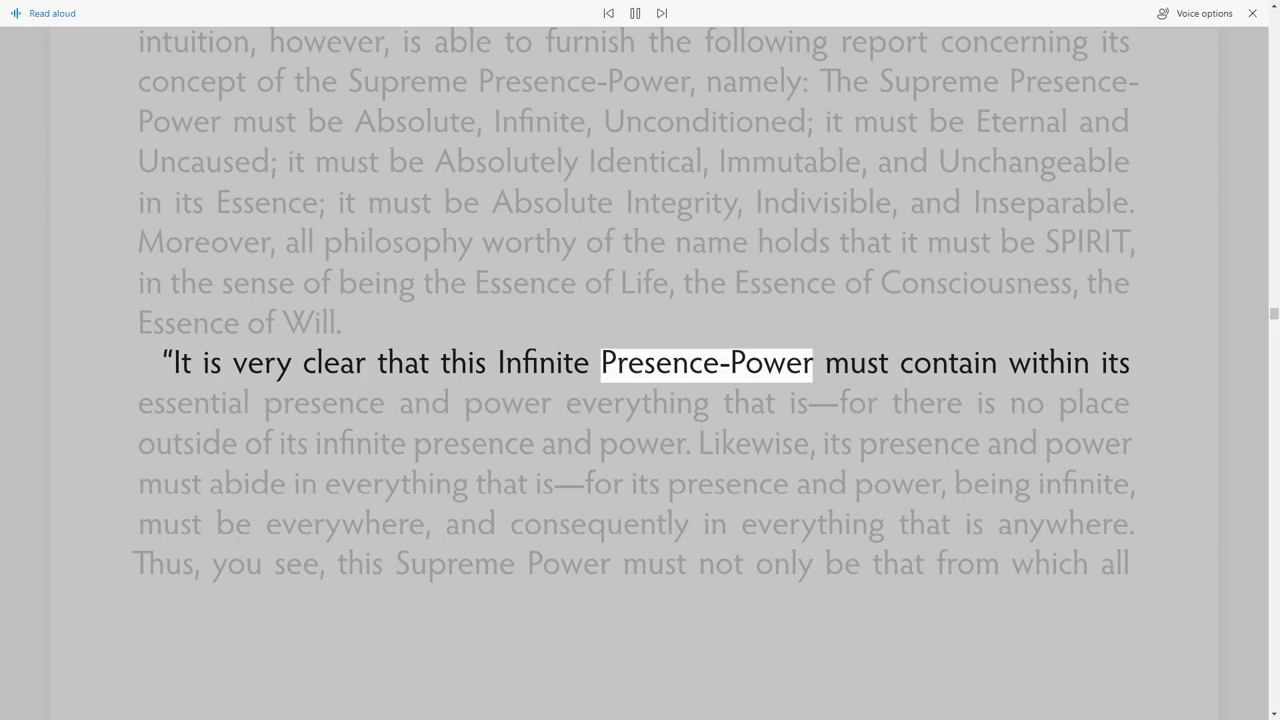 Read aloud
Voice options
intuition, however, is able to furnish the following report concerning its
concept of the Supreme Presence-Power, namely: The Supreme Presence-
Power must be Absolute, Infinite, Unconditioned; it must be Eternal and
Uncaused; it must be Absolutely Identical, Immutable, and Unchangeable
in its Essence; it must be Absolute Integrity, Indivisible, and Inseparable.
Moreover, all philosophy worthy of the name holds that it must be SPIRIT,
in the sense of being the Essence of Life, the Essence of Consciousness, the
Essence of Will.
“It is very clear that this Infinite Presence-Power must contain within its
essential presence and power everything that is—for there is no place
outside of its infinite presence and power. Likewise, its presence and power
must abide in everything that is—for its presence and power, being infinite,
must be everywhere, and consequently in everything that is anywhere.
Thus, you see, this Supreme Power must not only be that from which all